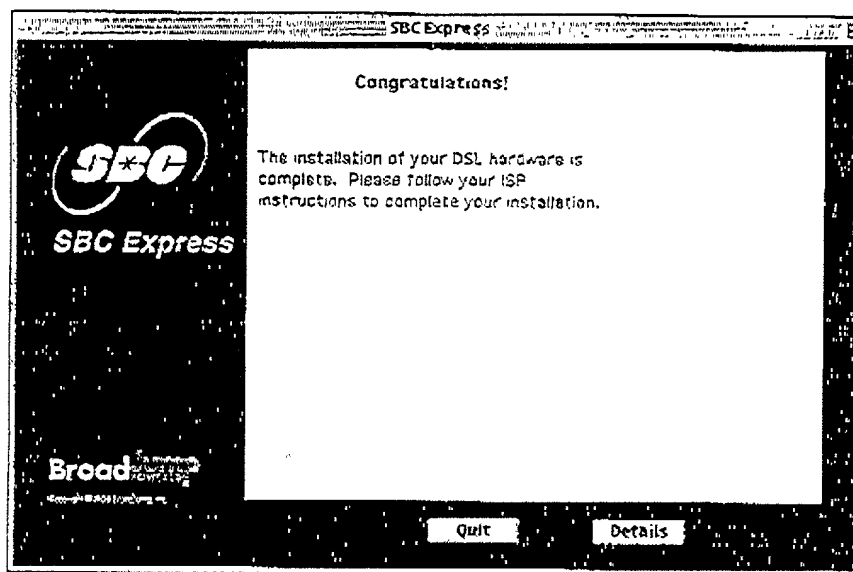 SBC Express
Congratulations!
The installation of your DSL hardware is
complete. Please follow your ISP
instructions to complete your installation.
SBC
SBC Express
Broad
Quit
Details